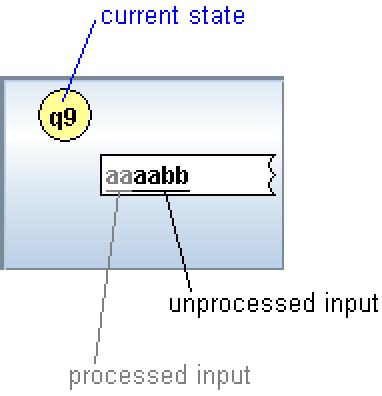 current state
q9
aaaabb
unprocessed input
processed input